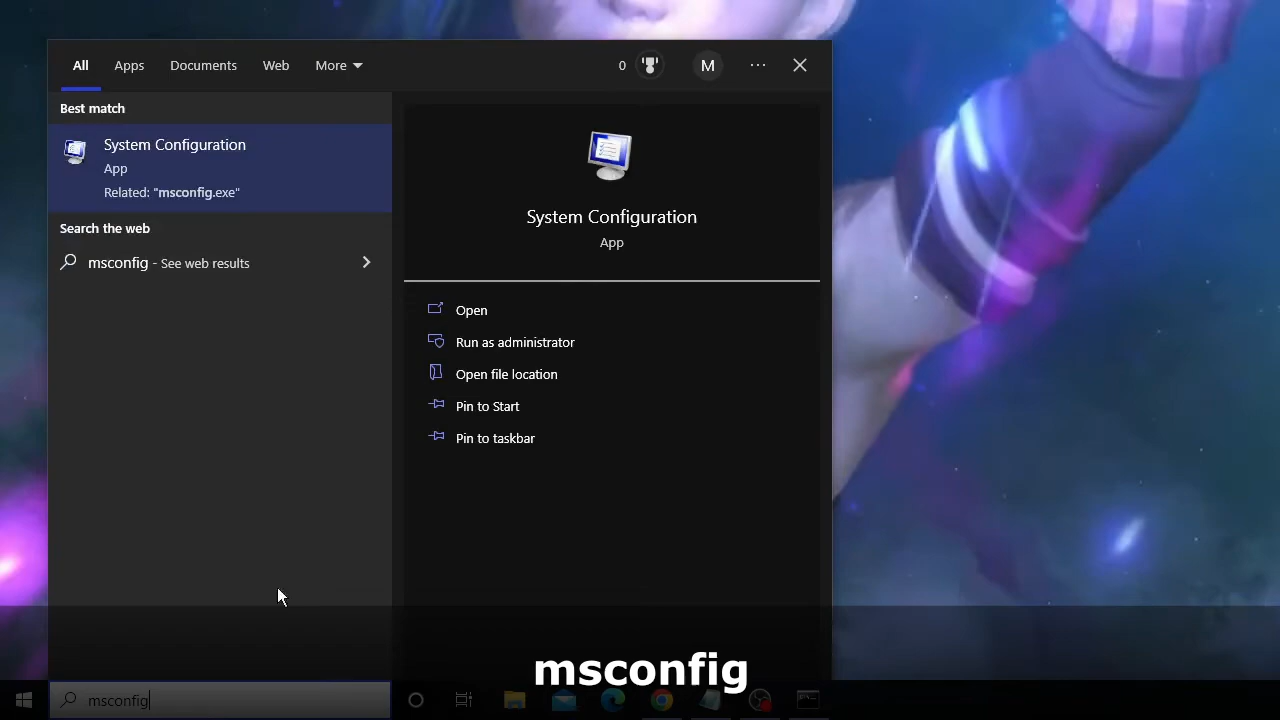 All
Apps
Documents
Web
More
0
M
Best match
System Configuration
App
Related: "msconfig.exe"
Search the web
msconfig - See web results
System Configuration
App
Open
Run as administrator
Open file location
Pin to Start
Pin to taskbar
msconfig
msconfig